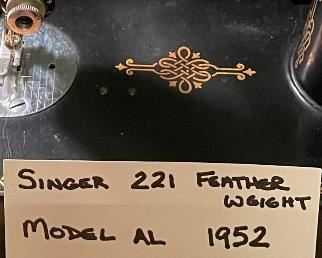 SINGER 221 FEATHER
WEIGHT
MODEL AL 1952